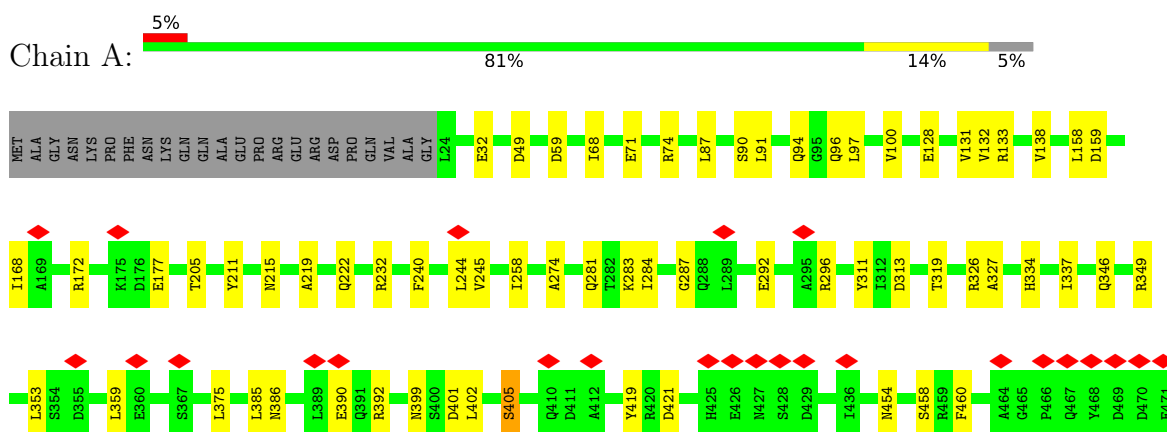 5%
Chain A:
81% 14% 5%
MET ALA GLY ASN LYS PRO PHE ASN LYS GLN GLN ALA GLU PRO ARG GLU ARG ASP PRO GLN VAL ALA GLY L24 E32 D49 D59 I68 E71 R74 L87 S90 L91 Q94 G95 Q96 L97 V100 E128 V131 V132 R133 V138 L158 D159
I168 A169 R172 K175 D176 E177 T205 Y211 N215 A219 Q222 R232 F240 L244 V245 I258 A274 Q281 T282 K283 I284 G287 Q288 L289 E292 A295 R296 Y311 I312 D313 T319 R326 A327 H334 I337 Q346 R349
L353 S354 D355 L359 E360 S367 L375 L385 N386 L389 E390 Q391 R392 N399 S400 D401 L402 S405 Q410 D411 A412 Y419 R420 D421 H425 E426 N427 S428 D429 I436 N454 S458 R459 F460 A464 G465 P466 Q467 Y468 D469 D470